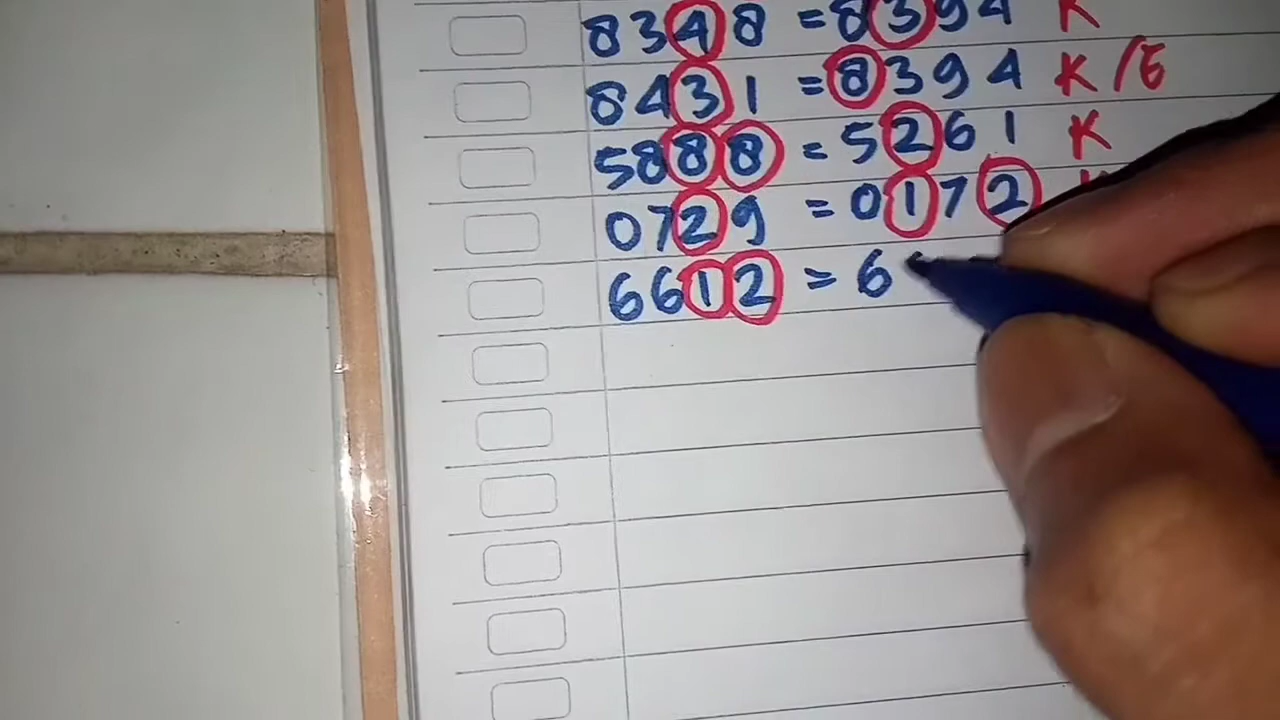 8348 = 8394 K
8431 = 8394 K/E
5888 = 5261 K
0729 = 0172
6612 = 6